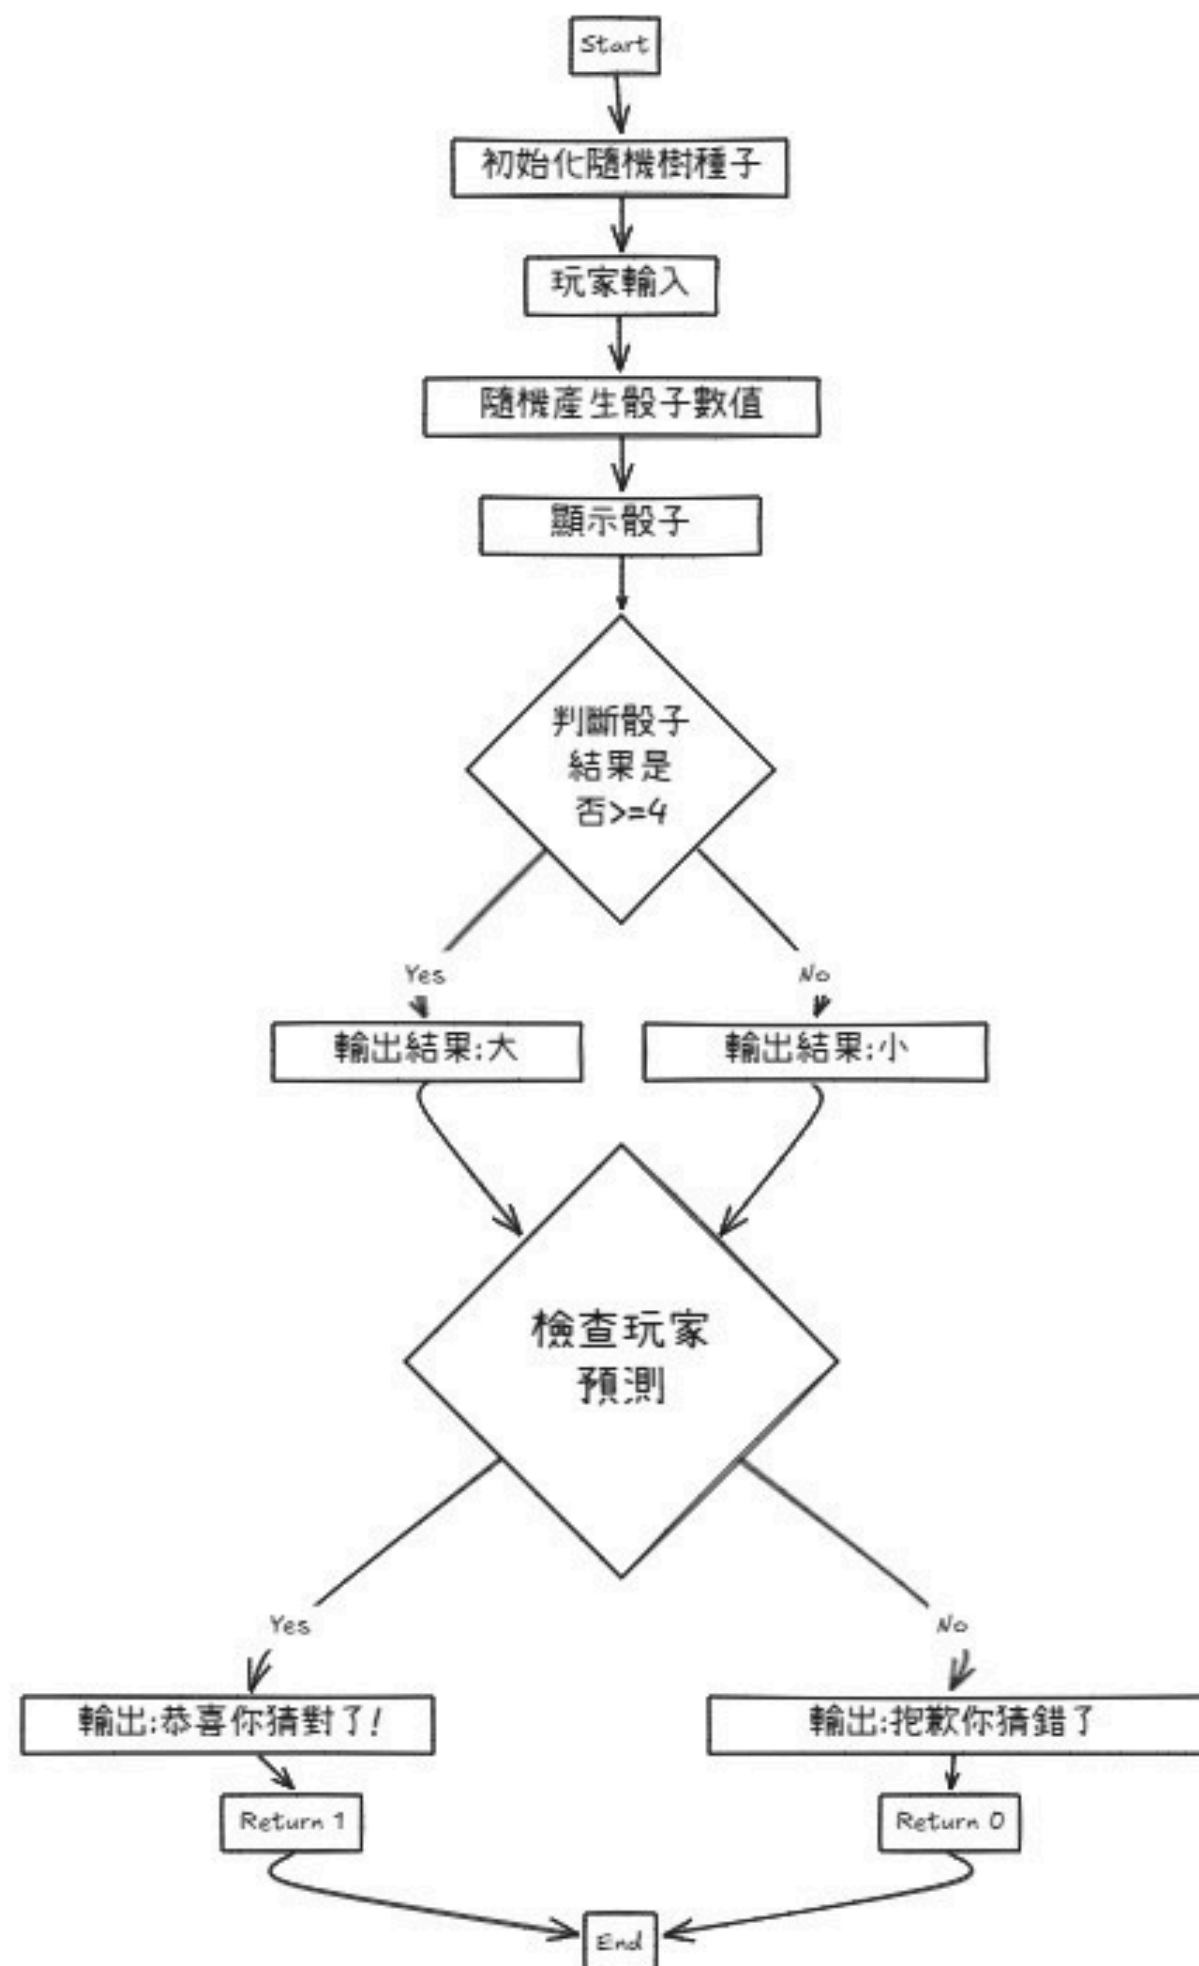 Start
初始化隨機樹種子
玩家輸入
隨機產生骰子數值
顯示骰子
判斷骰子
結果是
否>=4
Yes
No
輸出結果:大
輸出結果:小
檢查玩家
預測
Yes
No
輸出:恭喜你猜對了!
輸出:抱歉你猜錯了
Return 1
Return 0
End